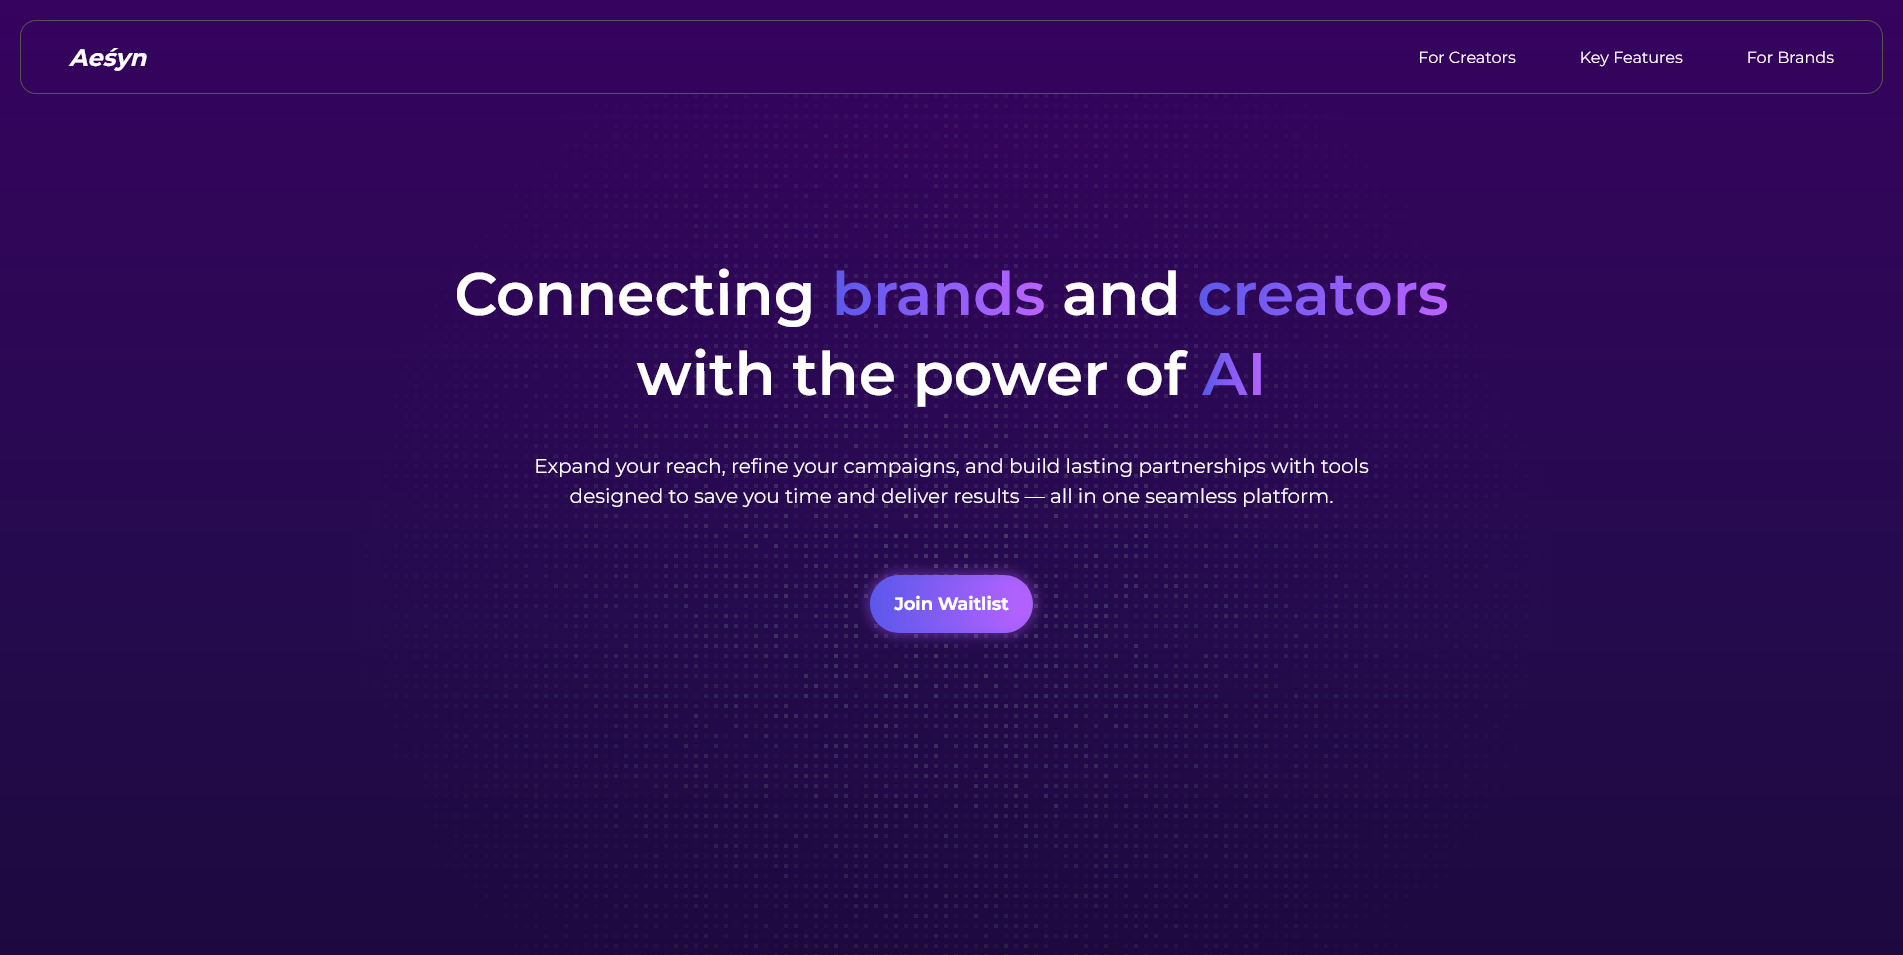 Aeśyn
For Creators
Key Features
For Brands
Connecting brands and creators
with the power of AI
Expand your reach, refine your campaigns, and build lasting partnerships with tools
designed to save you time and deliver results — all in one seamless platform.
Join Waitlist